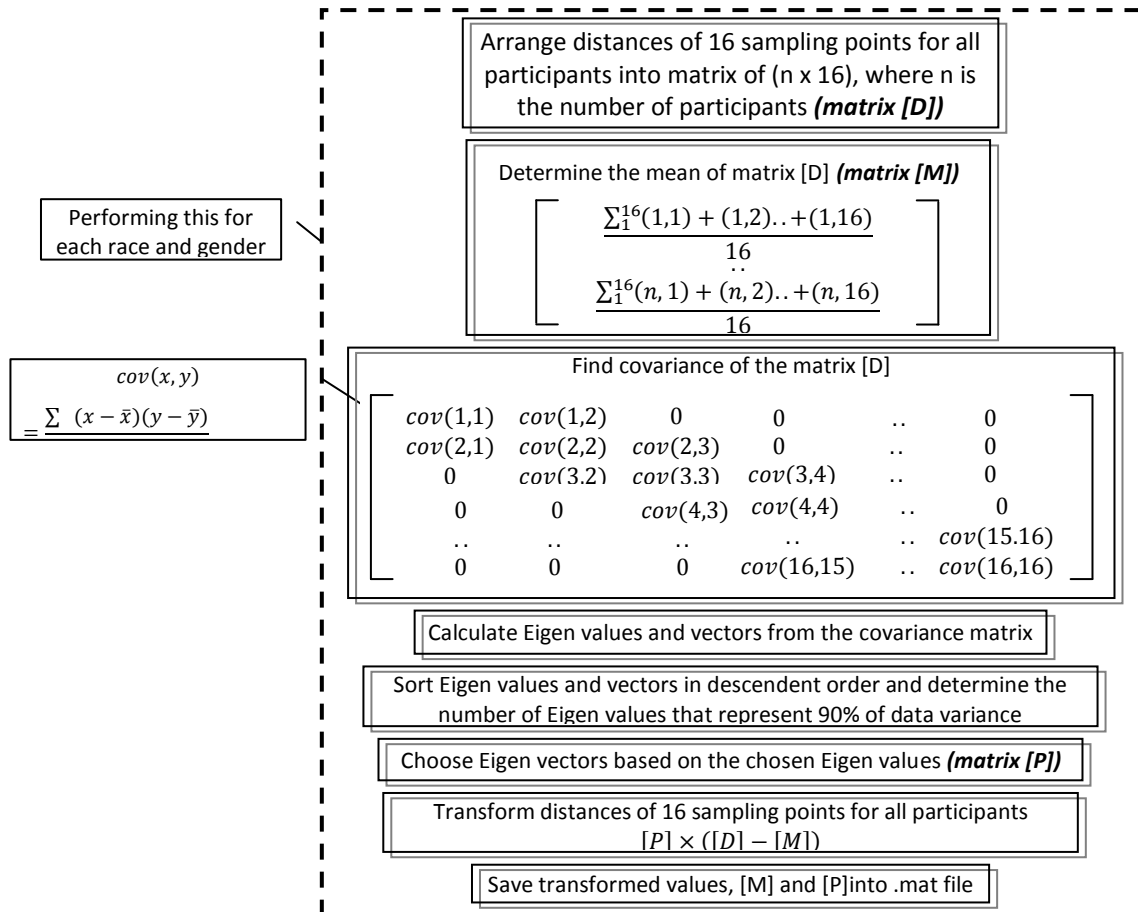 Arrange distances of 16 sampling points for all
participants into matrix of (n x 16), where n is
the number of participants (matrix [D])
Determine the mean of matrix [D] (matrix [M])
∑₁¹⁶(1,1) + (1,2). . +(1,16)
16
. .
∑₁¹⁶(n, 1) + (n, 2). . +(n, 16)
16
Performing this for
each race and gender
Find covariance of the matrix [D]
cov(1,1) cov(1,2) 0 0 . . 0
cov(2,1) cov(2,2) cov(2,3) 0 . . 0
0 cov(3.2) cov(3.3) cov(3,4) . . 0
0 0 cov(4,3) cov(4,4) . . 0
. . . . . . . . . . cov(15.16)
0 0 0 cov(16,15) . . cov(16,16)
cov(x, y)
= ∑ (x − x̄)(y − ȳ)
Calculate Eigen values and vectors from the covariance matrix
Sort Eigen values and vectors in descendent order and determine the
number of Eigen values that represent 90% of data variance
Choose Eigen vectors based on the chosen Eigen values (matrix [P])
Transform distances of 16 sampling points for all participants
[P] × ([D] − [M])
Save transformed values, [M] and [P]into .mat file